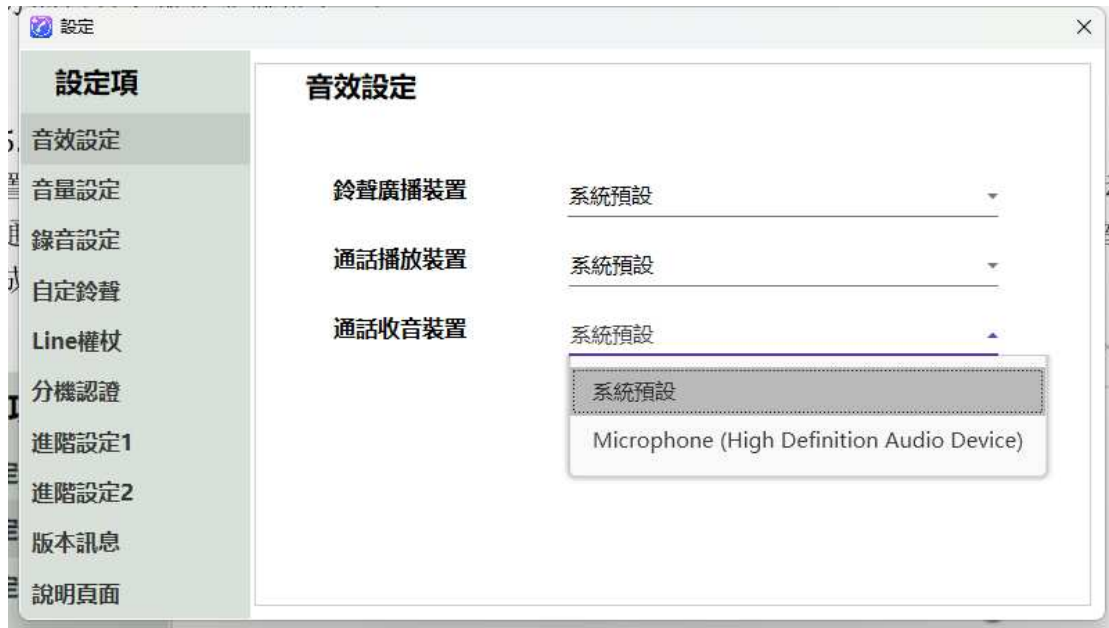 設定
設定項
音效設定
音量設定
錄音設定
自定鈴聲
Line權杖
分機認證
進階設定1
進階設定2
版本訊息
說明頁面
音效設定
鈴聲廣播裝置 系統預設
通話播放裝置 系統預設
通話收音裝置 系統預設
系統預設
Microphone (High Definition Audio Device)